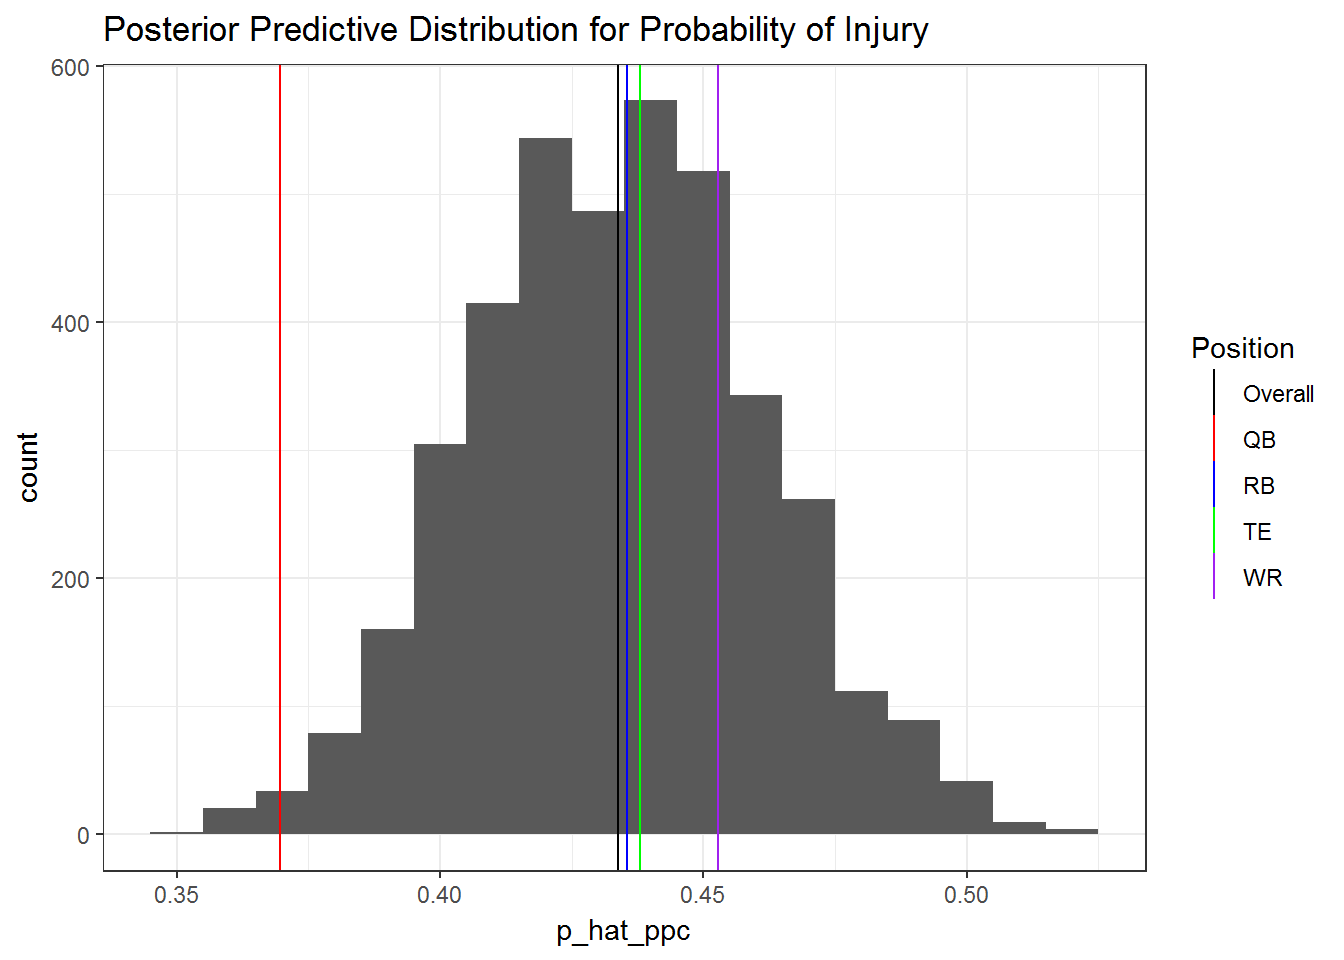 Posterior Predictive Distribution for Probability of Injury
600
400
200
0
count
0.35
0.40
0.45
0.50
p_hat_ppc
Position
Overall
QB
RB
TE
WR